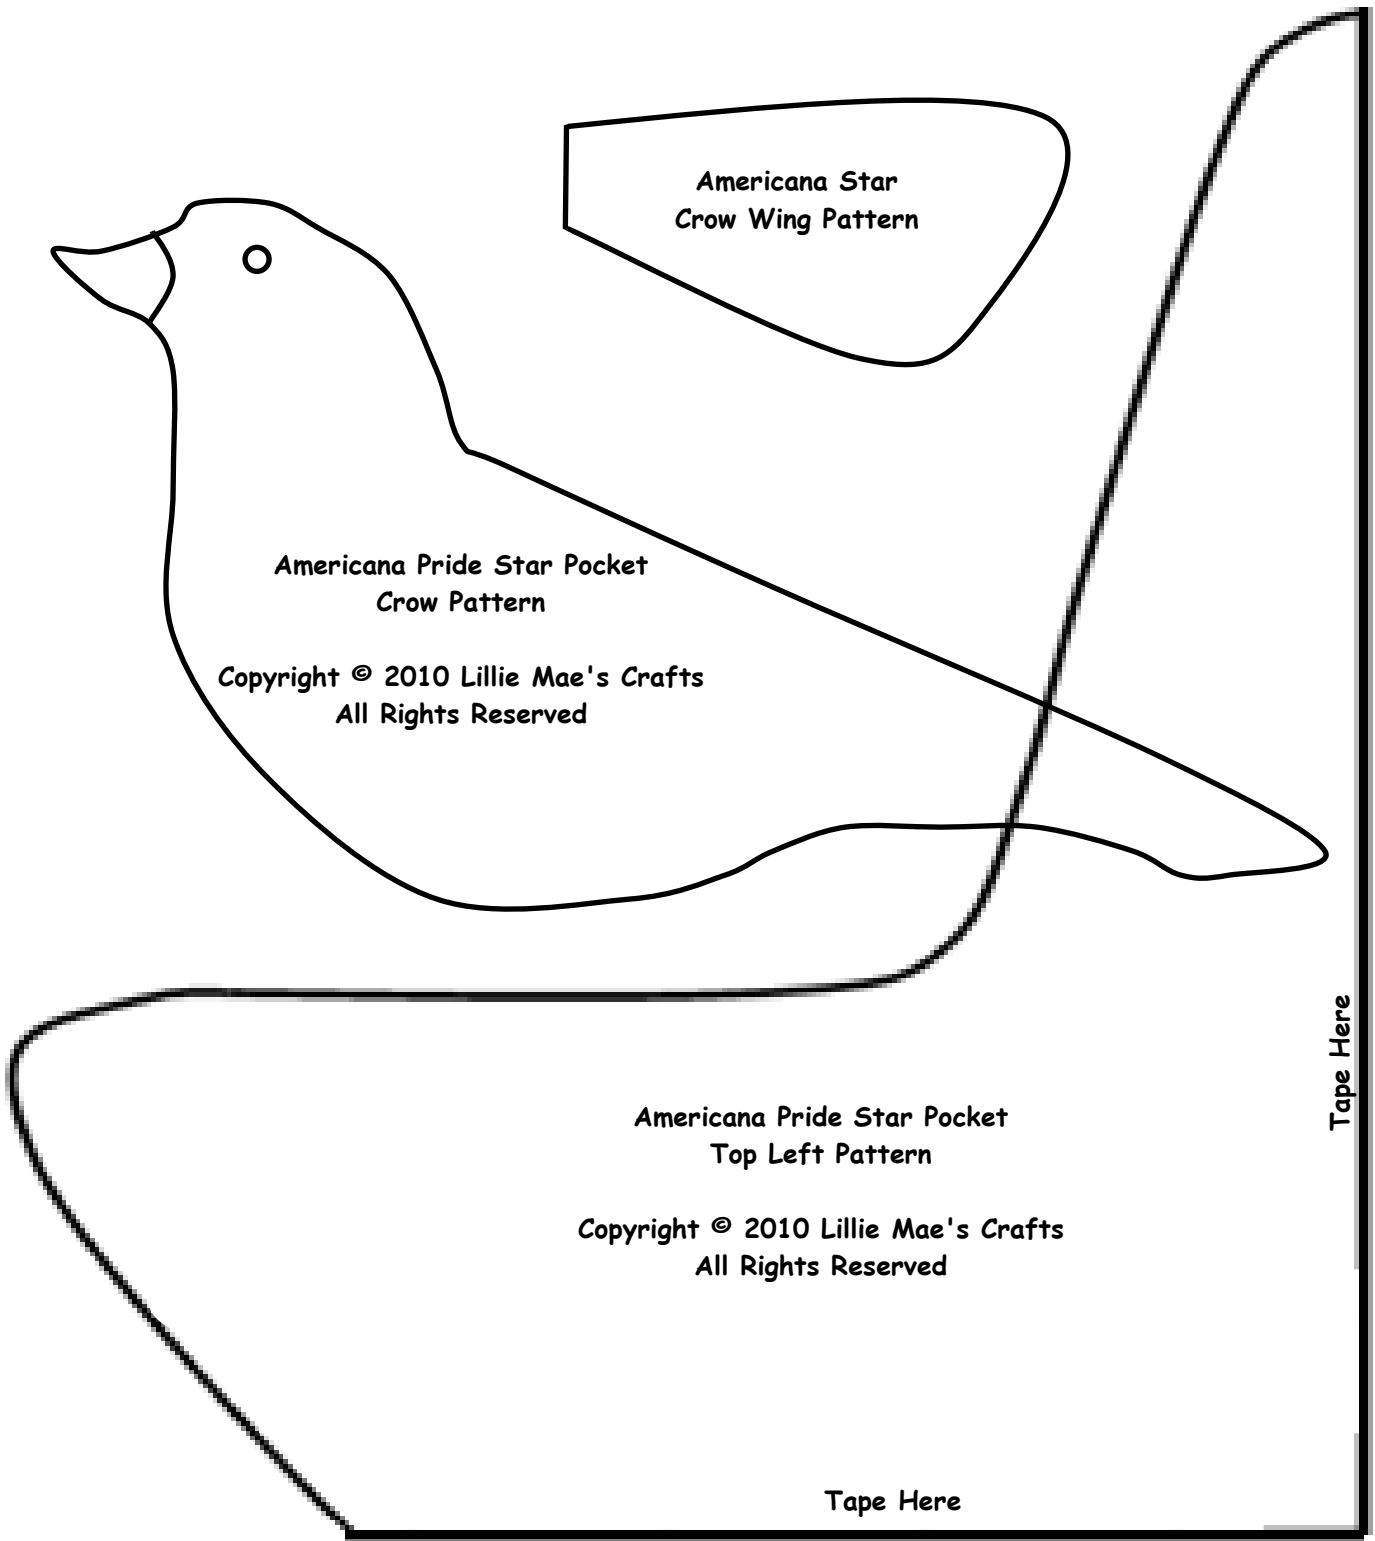 Americana Star
Crow Wing Pattern
Americana Pride Star Pocket
Crow Pattern
Copyright © 2010 Lillie Mae's Crafts
All Rights Reserved
Tape Here
Americana Pride Star Pocket
Top Left Pattern
Copyright © 2010 Lillie Mae's Crafts
All Rights Reserved
Tape Here